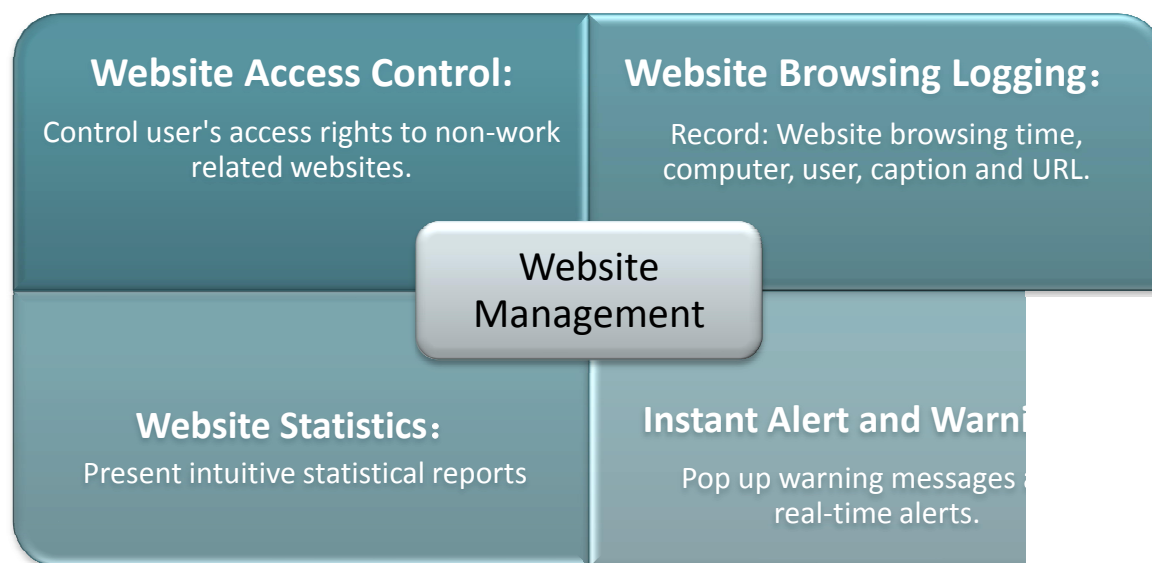 Website Access Control:
Control user's access rights to non-work
related websites.
Website Browsing Logging：
Record: Website browsing time,
computer, user, caption and URL.
Website
Management
Website Statistics：
Present intuitive statistical reports
Instant Alert and
Pop up warning messages
real-time alerts.